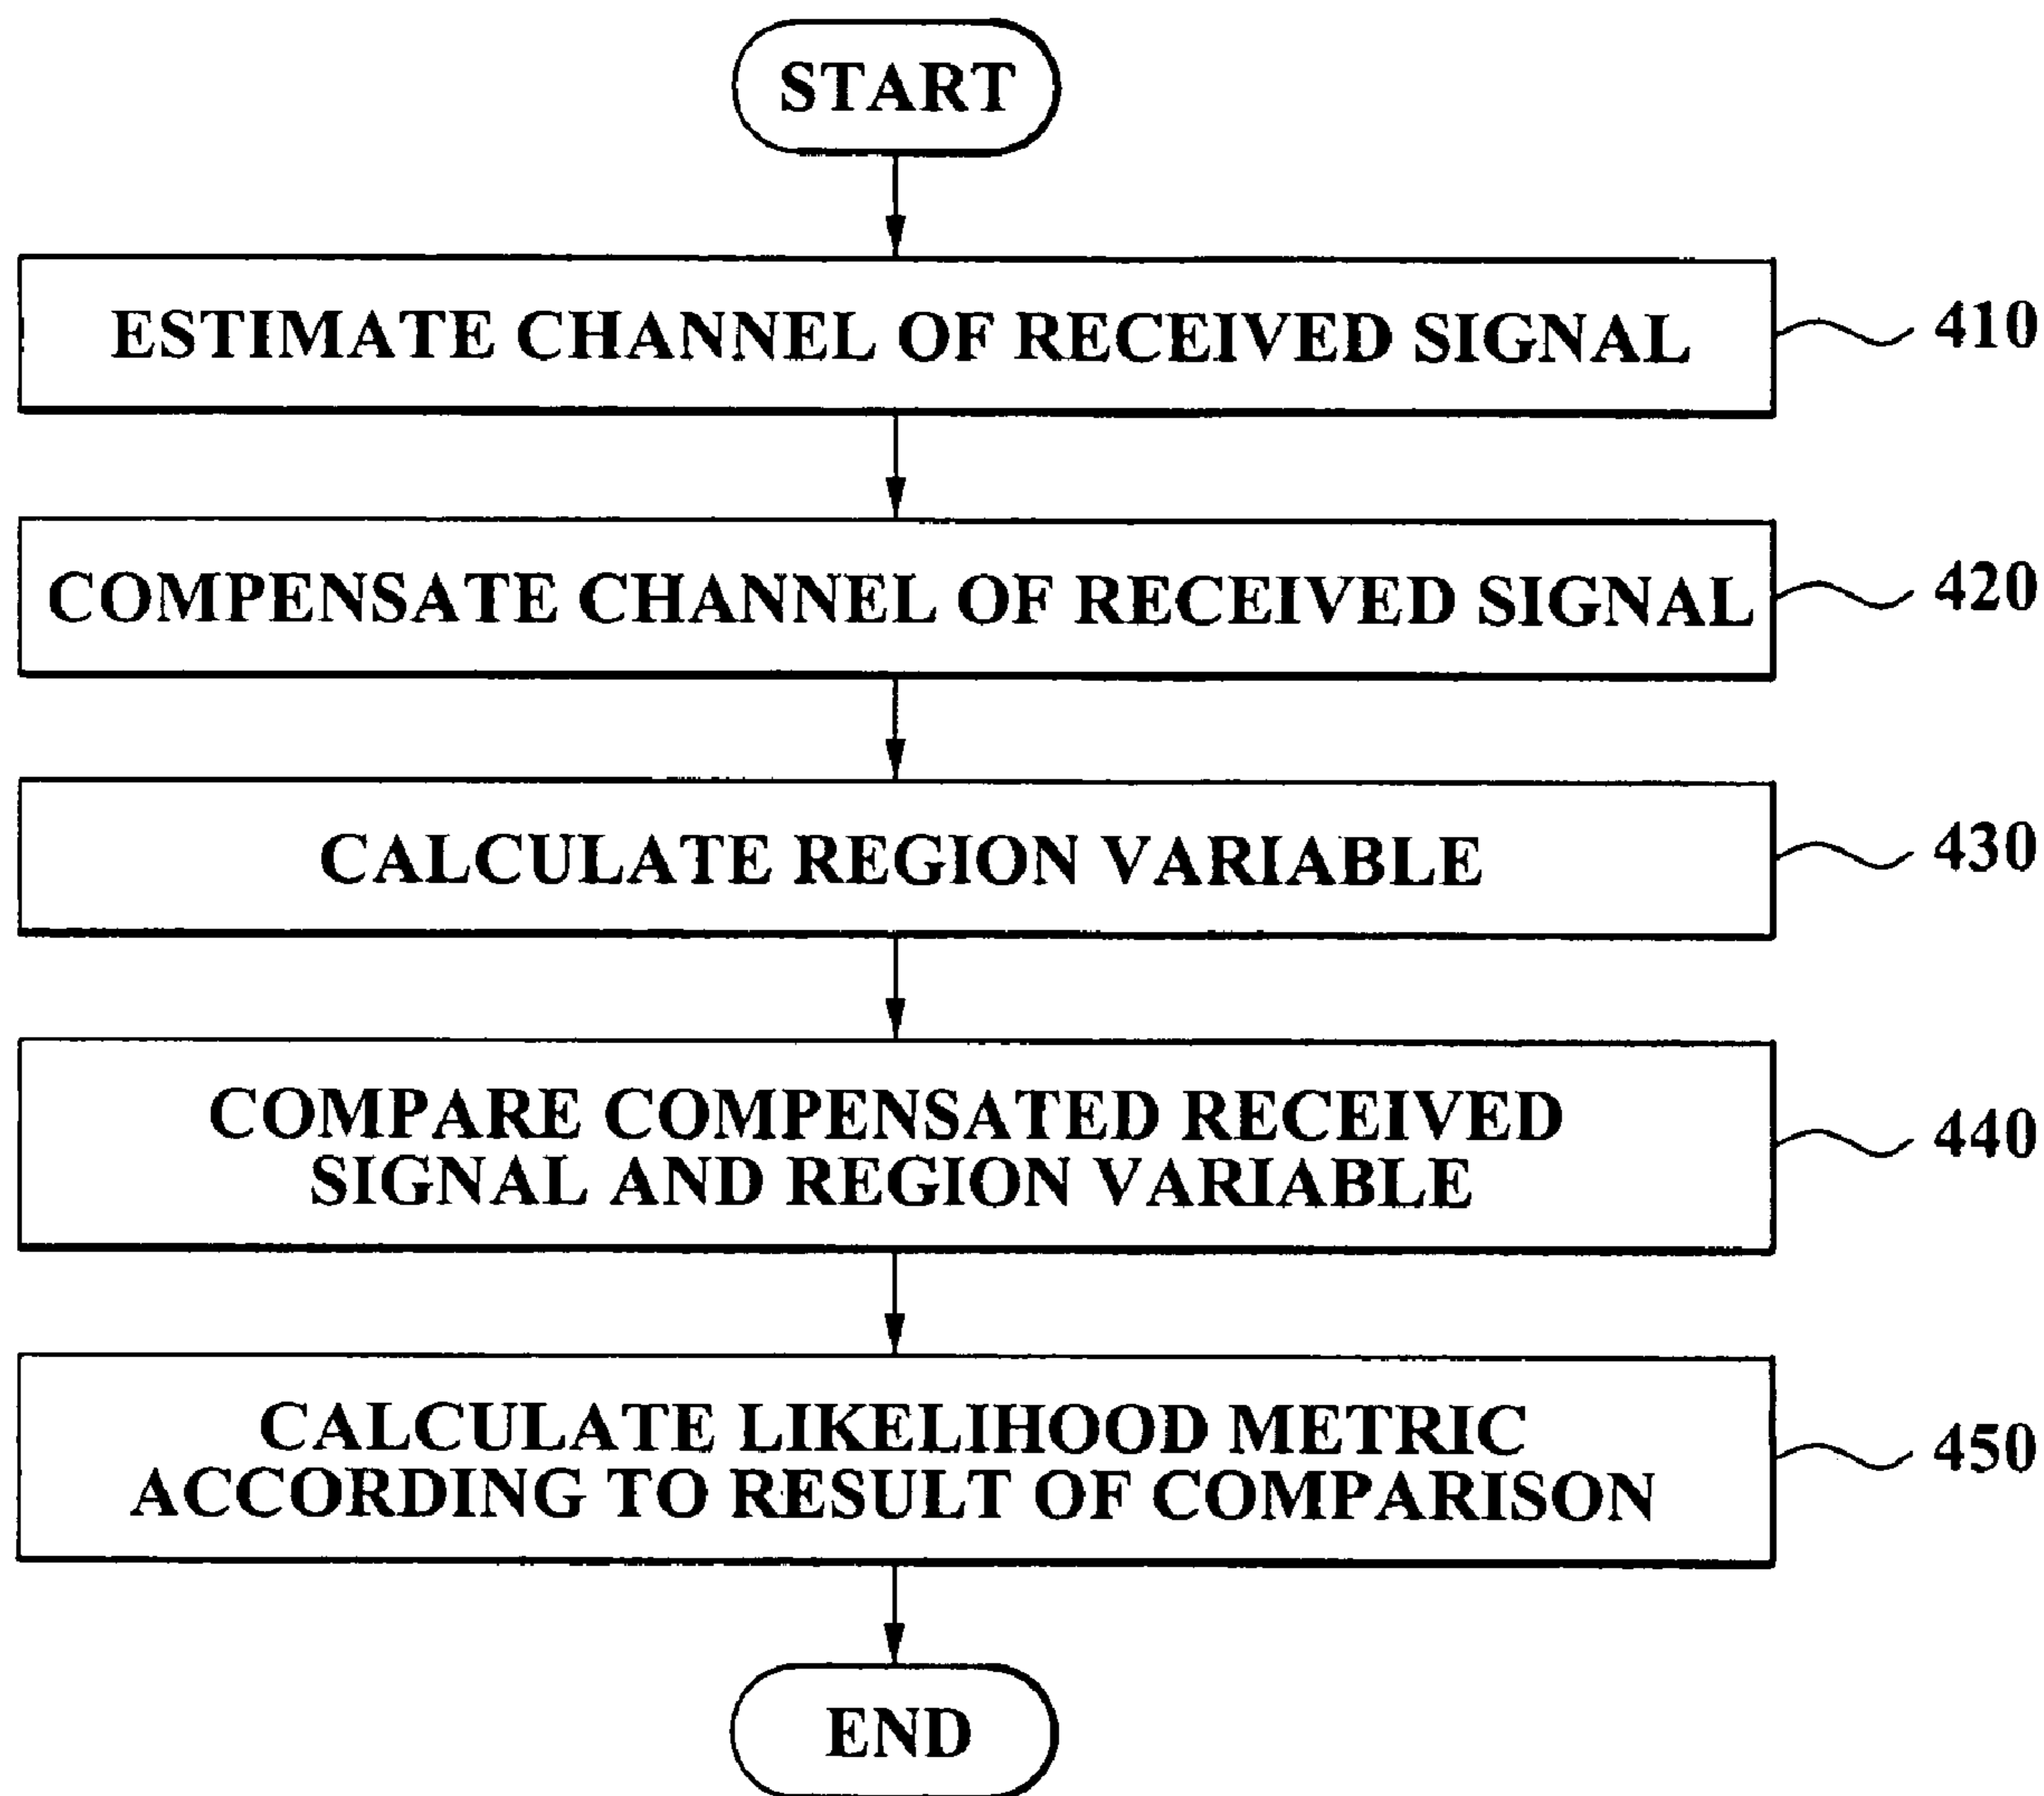 START
ESTIMATE CHANNEL OF RECEIVED SIGNAL
410
COMPENSATE CHANNEL OF RECEIVED SIGNAL
420
CALCULATE REGION VARIABLE
430
COMPARE COMPENSATED RECEIVED
SIGNAL AND REGION VARIABLE
440
CALCULATE LIKELIHOOD METRIC
ACCORDING TO RESULT OF COMPARISON
450
END